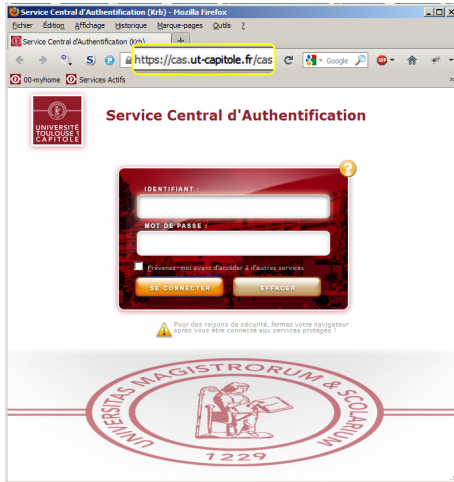 Service Central d'Authentification (Krb) - Mozilla Firefox
Fichier Édition Affichage Historique Marque-pages Outils ?
Service Central d'Authentification (Krb)
https://cas.ut-capitole.fr/cas
Google
00-myhome Services Actifs
UNIVERSITÉ
TOULOUSE 1
CAPITOLE
Service Central d'Authentification
IDENTIFIANT :
MOT DE PASSE :
Prévenez-moi avant d'accéder à d'autres services
SE CONNECTER EFFACER
Pour des raisons de sécurité, fermez votre navigateur
après vous être connecté aux services protégés !
UNIVERSITAS MAGISTRORUM & SCOLARIUM
1229